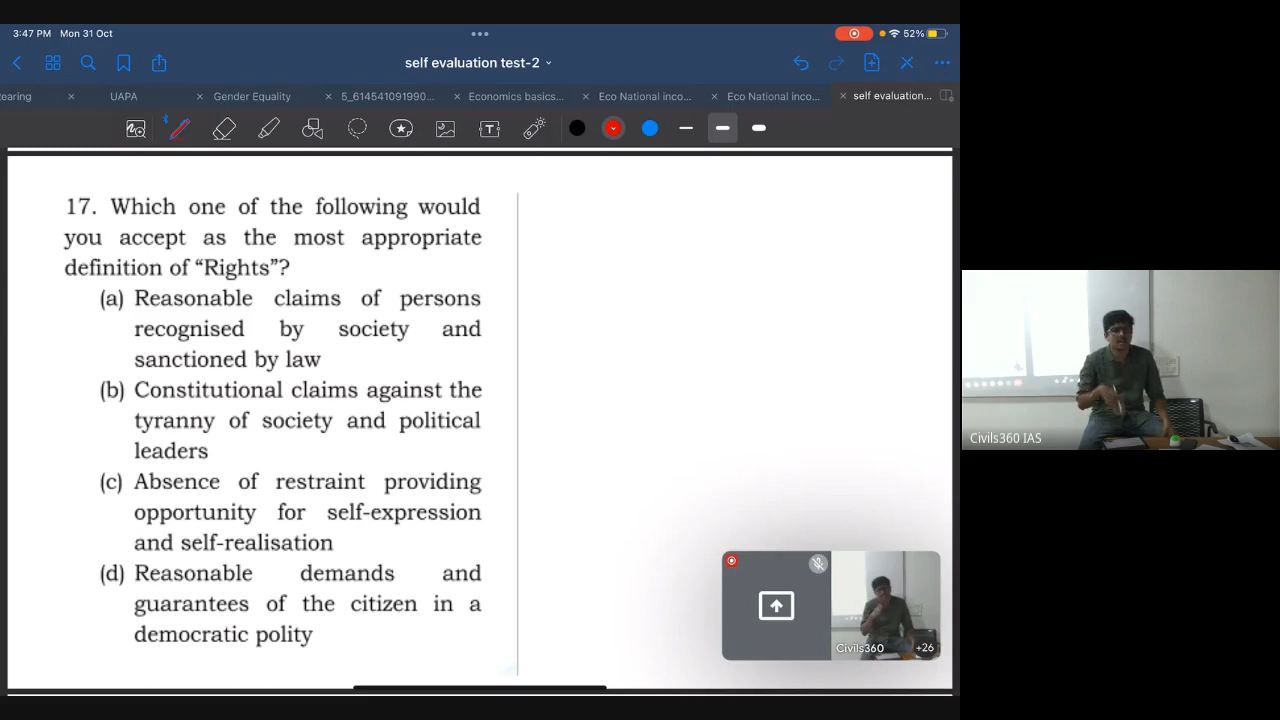 3:47 PM Mon 31 Oct
52%
self evaluation test-2
earing
UAPA
Gender Equality
5_614541091990...
Economics basics...
Eco National inco...
Eco National inco...
self evaluation...
17. Which one of the following would
you accept as the most appropriate
definition of “Rights”?
(a) Reasonable claims of persons
recognised by society and
sanctioned by law
(b) Constitutional claims against the
tyranny of society and political
leaders
(c) Absence of restraint providing
opportunity for self-expression
and self-realisation
(d) Reasonable demands and
guarantees of the citizen in a
democratic polity
Civils360
+26
Civils360 IAS